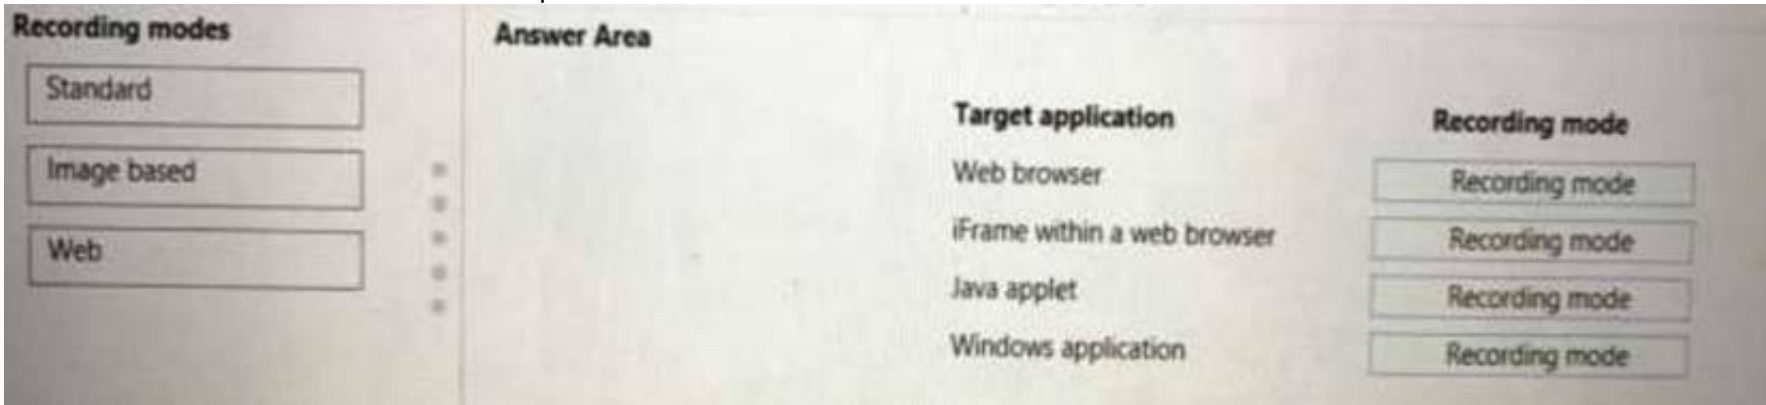 Recording modes
Standard
Image based
Web
Answer Area
Target application Recording mode
Web browser Recording mode
iFrame within a web browser Recording mode
Java applet Recording mode
Windows application Recording mode